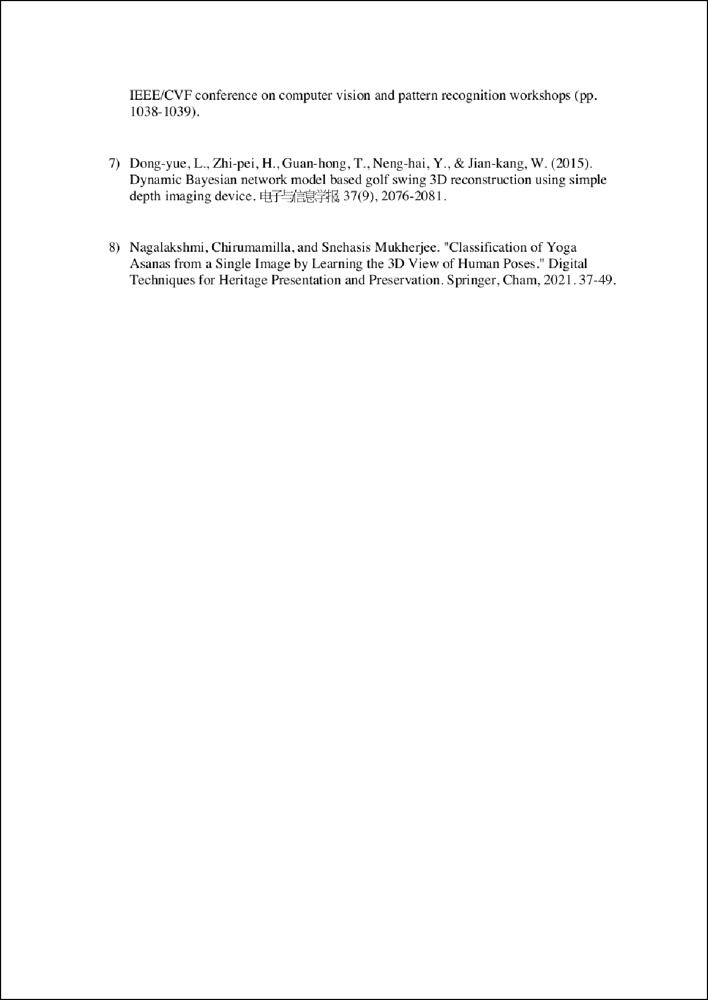 IEEE/CVF conference on computer vision and pattern recognition workshops (pp.
1038-1039).
7) Dong-yue, L., Zhi-pei, H., Guan-hong, T., Neng-hai, Y., & Jian-kang, W. (2015).
Dynamic Bayesian network model based golf swing 3D reconstruction using simple
depth imaging device. 电子与信息学报, 37(9), 2076-2081.
8) Nagalakshmi, Chirumamilla, and Snehasis Mukherjee. "Classification of Yoga
Asanas from a Single Image by Learning the 3D View of Human Poses." Digital
Techniques for Heritage Presentation and Preservation. Springer, Cham, 2021. 37-49.